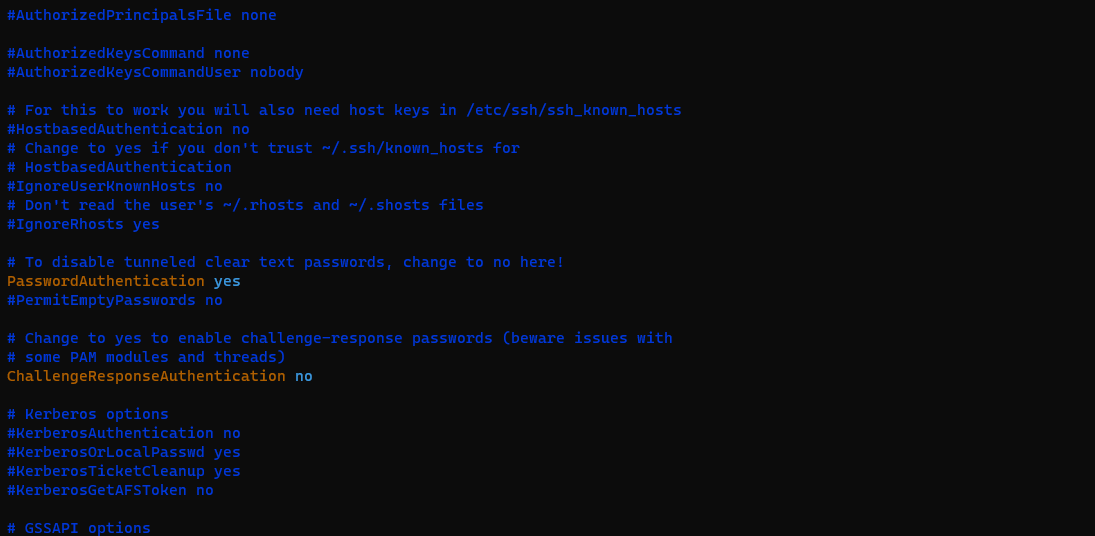 #AuthorizedPrincipalsFile none
#AuthorizedKeysCommand none
#AuthorizedKeysCommandUser nobody
# For this to work you will also need host keys in /etc/ssh/ssh_known_hosts
#HostbasedAuthentication no
# Change to yes if you don't trust ~/.ssh/known_hosts for
# HostbasedAuthentication
#IgnoreUserKnownHosts no
# Don't read the user's ~/.rhosts and ~/.shosts files
#IgnoreRhosts yes
# To disable tunneled clear text passwords, change to no here!
PasswordAuthentication yes
#PermitEmptyPasswords no
# Change to yes to enable challenge-response passwords (beware issues with
# some PAM modules and threads)
ChallengeResponseAuthentication no
# Kerberos options
#KerberosAuthentication no
#KerberosOrLocalPasswd yes
#KerberosTicketCleanup yes
#KerberosGetAFSToken no
# GSSAPI options